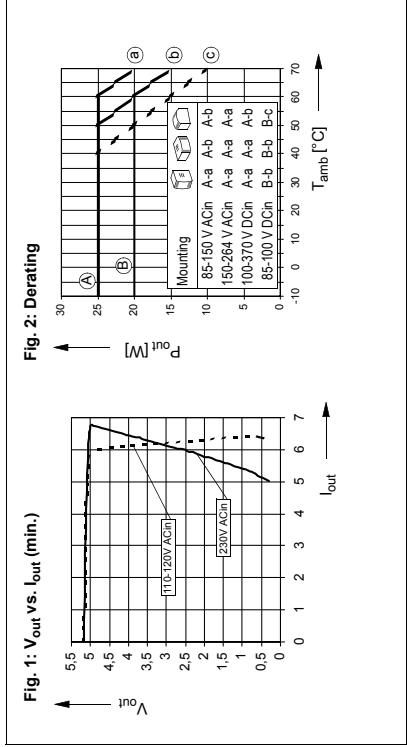 Fig. 1: Vout vs. Iout (min.)
Vout
5,5
5
4,5
4
3,5
3
2,5
2
1,5
1
0,5
0
0 1 2 3 4 5 6 7
Iout
110-120V ACin
230V ACin
Fig. 2: Derating
Pout [W]
30
25
20
15
10
5
0
-10 0 10 20 30 40 50 60 70
Tamb [°C]
A
B
a
b
c
Mounting
85-150 V ACin A-a A-b A-b
150-264 V ACin A-a A-a A-a
100-370 V DCin A-a A-a A-b
85-100 V DCin B-b B-b B-c